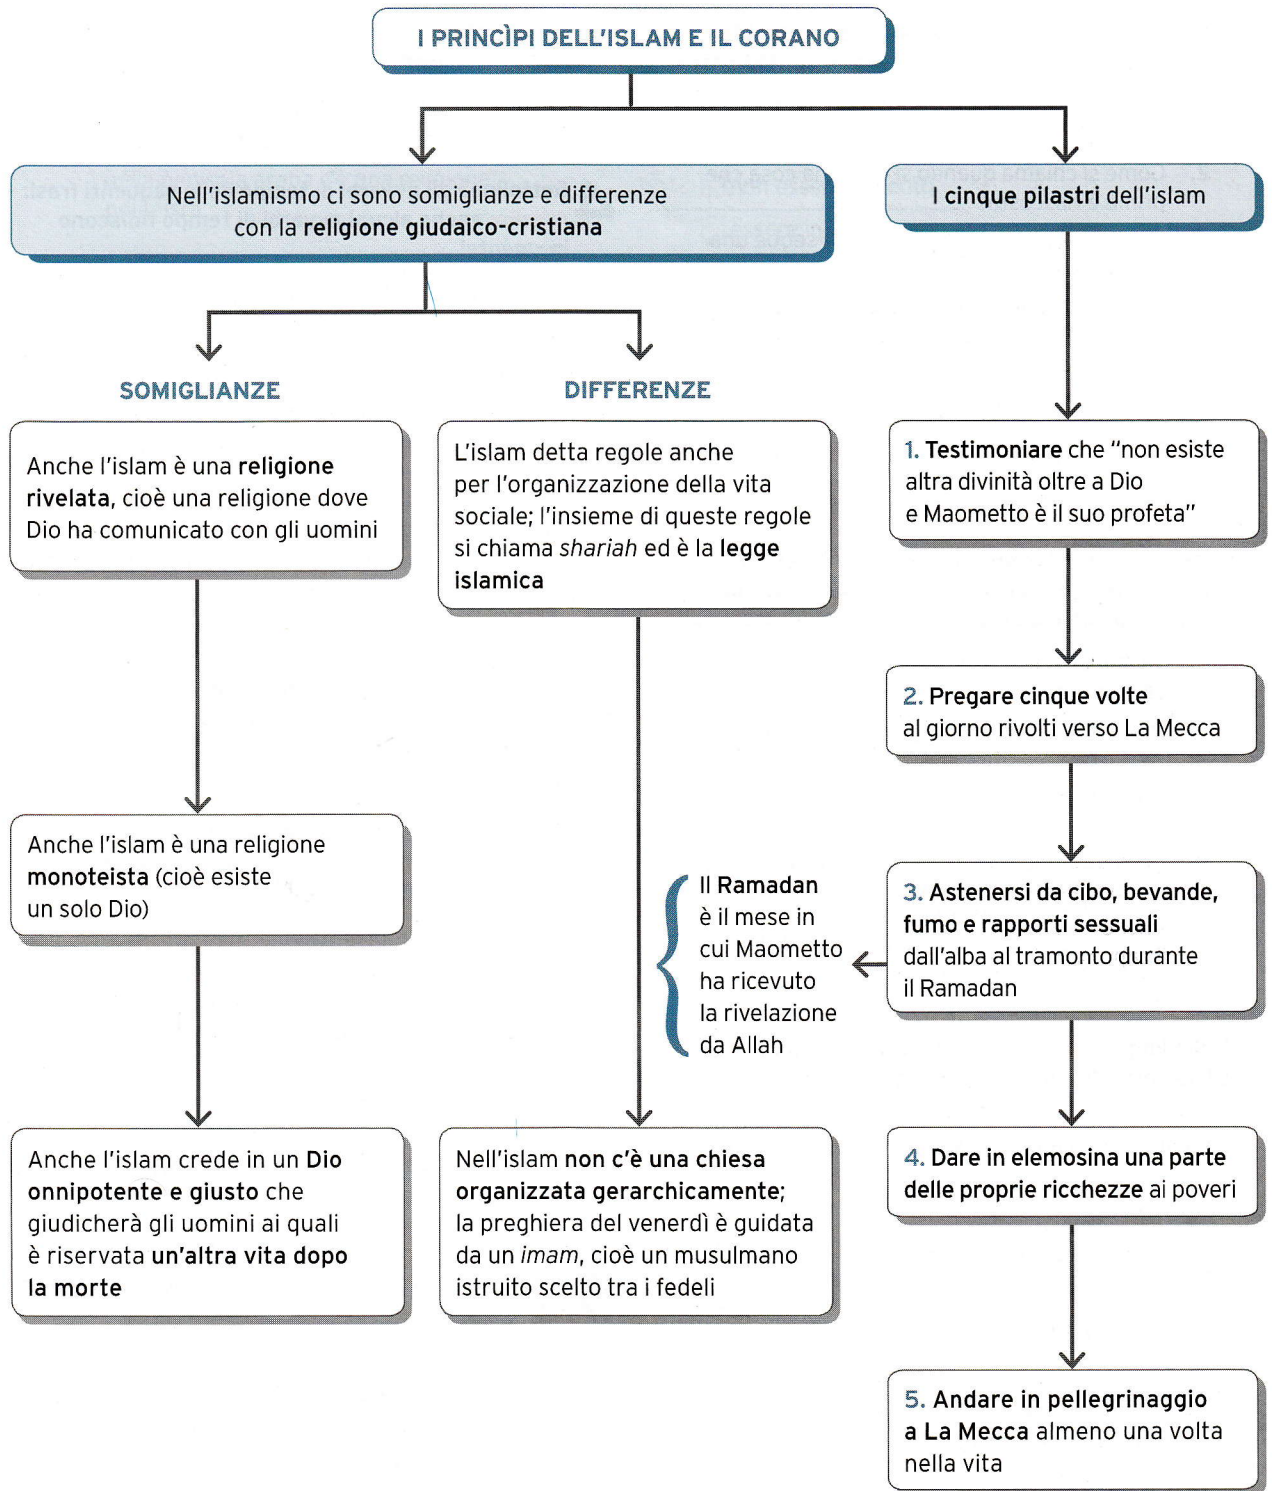 I PRINCÌPI DELL'ISLAM E IL CORANO
Nell'islamismo ci sono somiglianze e differenze
con la religione giudaico-cristiana
I cinque pilastri dell'islam
SOMIGLIANZE
Anche l'islam è una religione
rivelata, cioè una religione dove
Dio ha comunicato con gli uomini
Anche l'islam è una religione
monoteista (cioè esiste
un solo Dio)
Anche l'islam crede in un Dio
onnipotente e giusto che
giudicherà gli uomini ai quali
è riservata un'altra vita dopo
la morte
DIFFERENZE
L'islam detta regole anche
per l'organizzazione della vita
sociale; l'insieme di queste regole
si chiama shariah ed è la legge
islamica
Nell'islam non c'è una chiesa
organizzata gerarchicamente;
la preghiera del venerdì è guidata
da un imam, cioè un musulmano
istruito scelto tra i fedeli
1. Testimoniare che "non esiste
altra divinità oltre a Dio
e Maometto è il suo profeta"
2. Pregare cinque volte
al giorno rivolti verso La Mecca
3. Astenersi da cibo, bevande,
fumo e rapporti sessuali
dall'alba al tramonto durante
il Ramadan
Il Ramadan
è il mese in
cui Maometto
ha ricevuto
la rivelazione
da Allah
4. Dare in elemosina una parte
delle proprie ricchezze ai poveri
5. Andare in pellegrinaggio
a La Mecca almeno una volta
nella vita